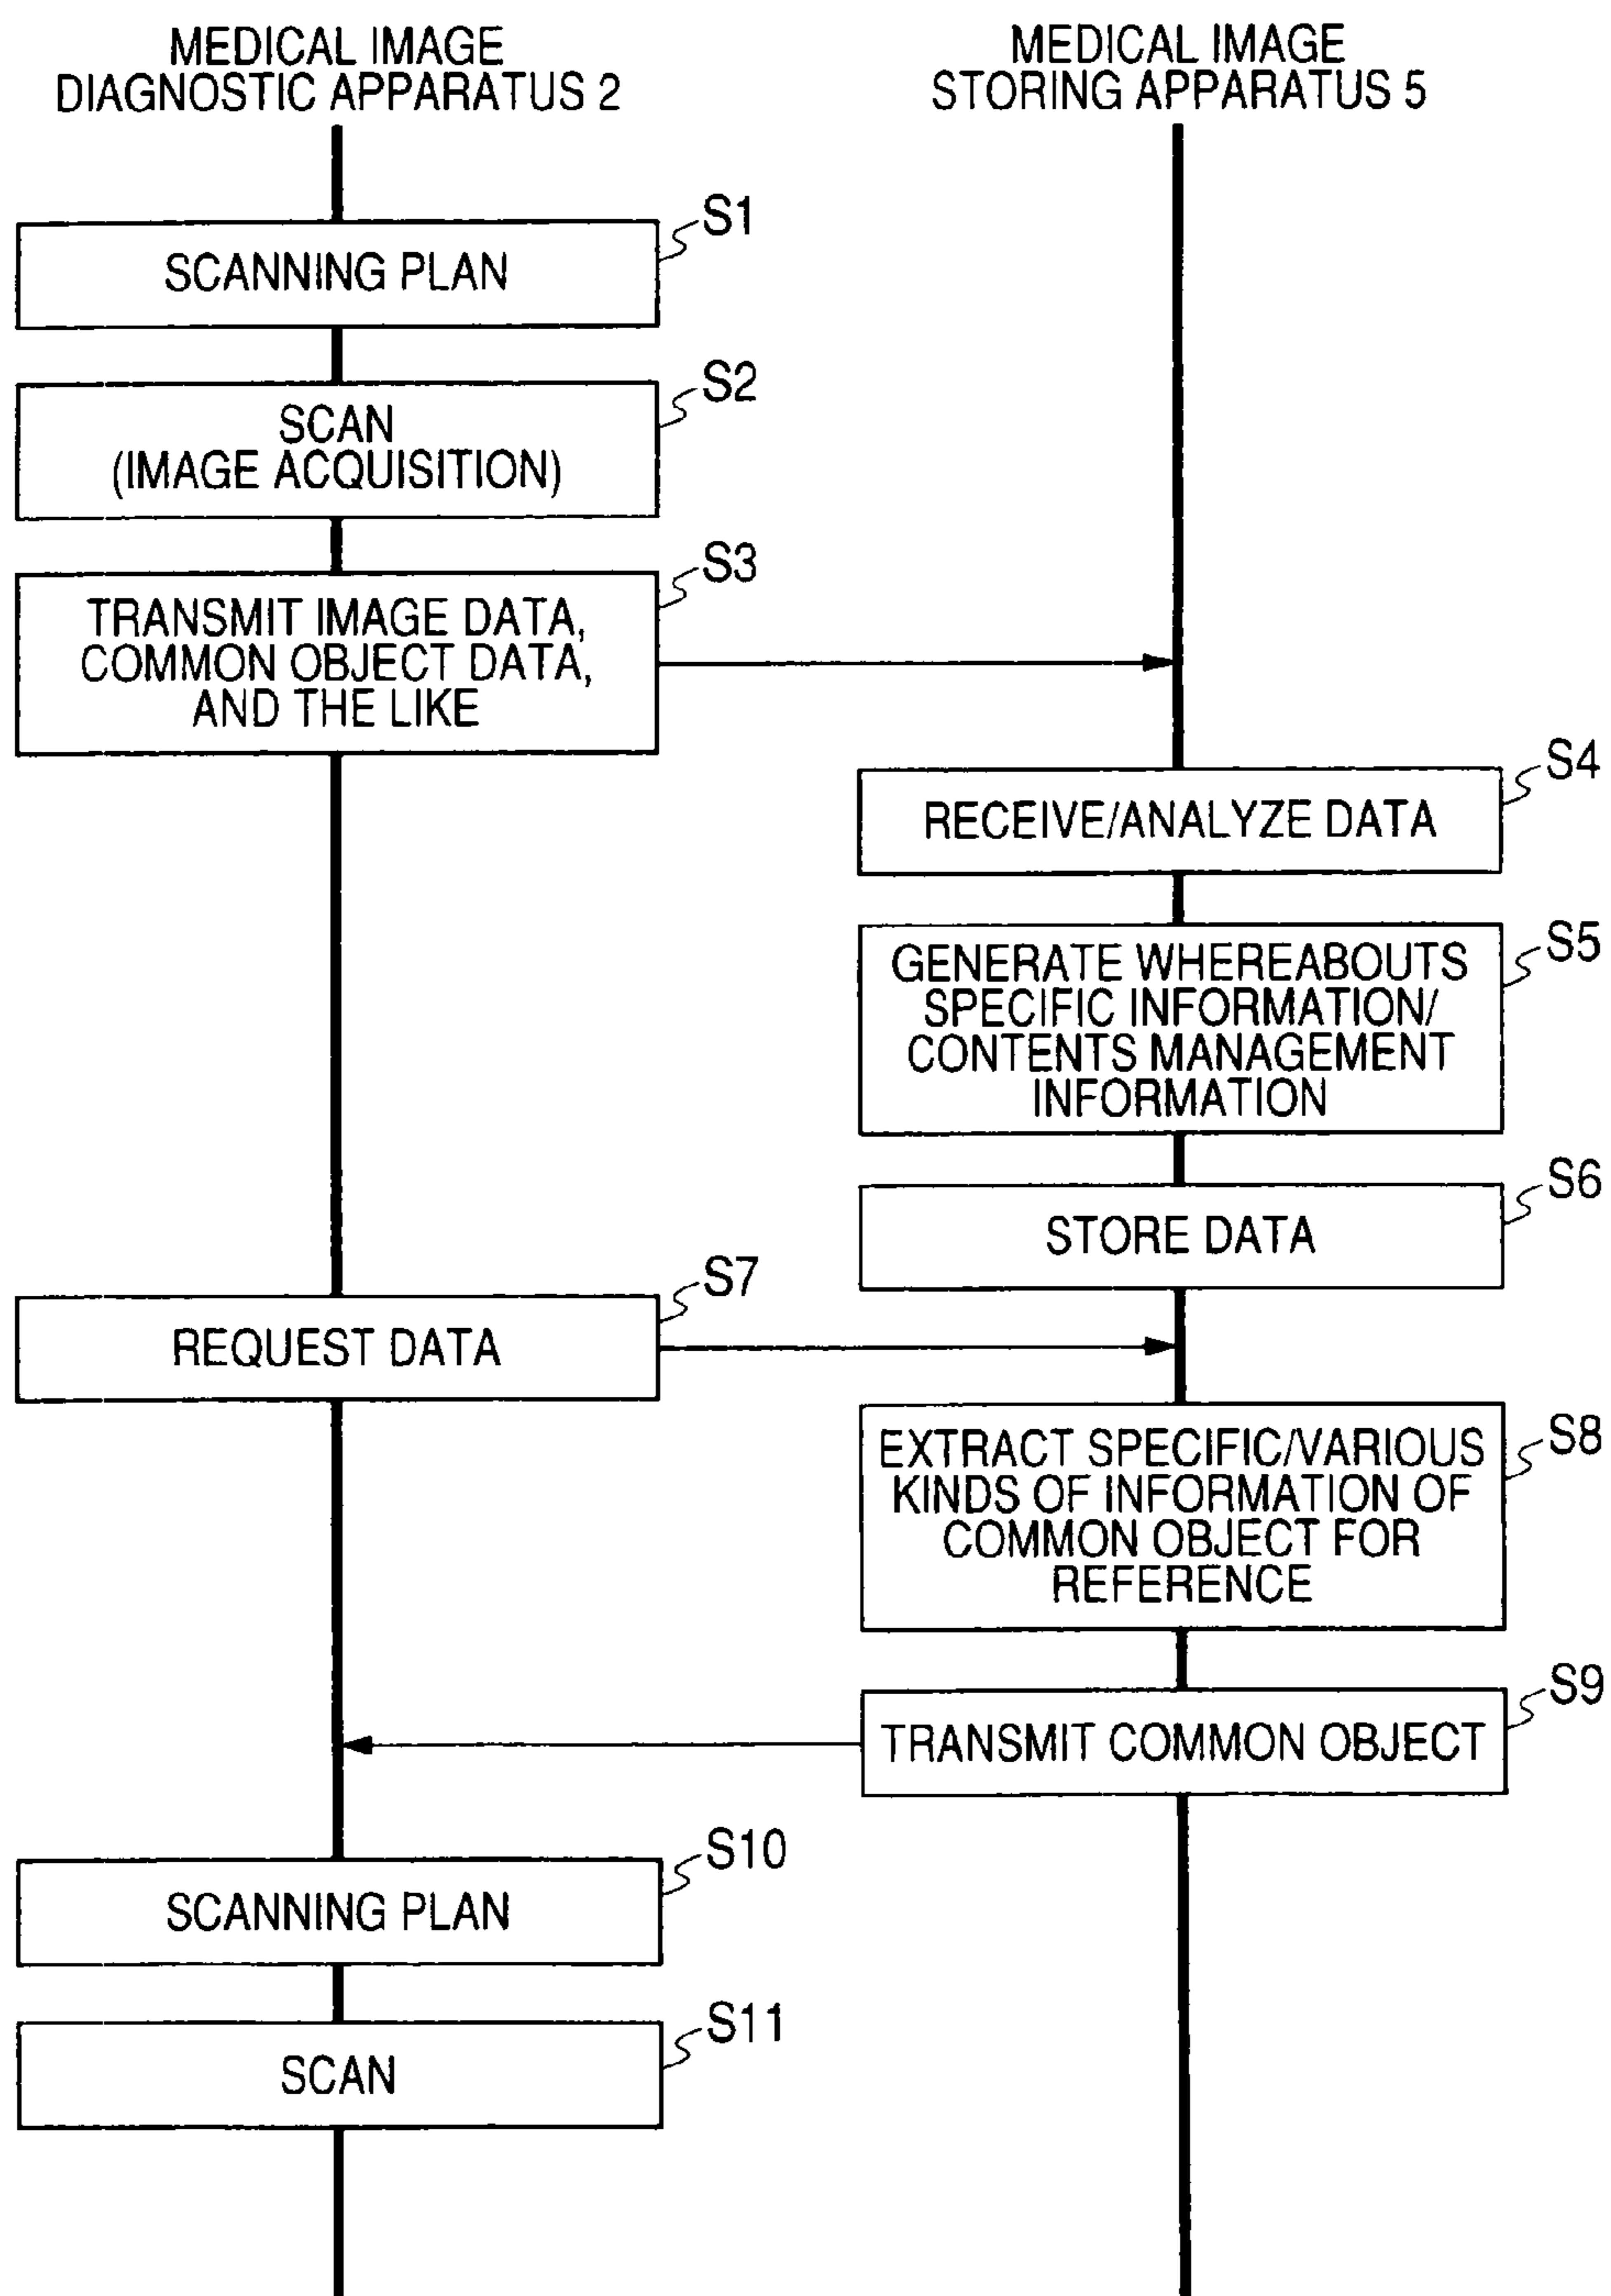 MEDICAL IMAGE
DIAGNOSTIC APPARATUS 2
MEDICAL IMAGE
STORING APPARATUS 5
S1
SCANNING PLAN
S2
SCAN
(IMAGE ACQUISITION)
S3
TRANSMIT IMAGE DATA,
COMMON OBJECT DATA,
AND THE LIKE
S4
RECEIVE/ANALYZE DATA
S5
GENERATE WHEREABOUTS
SPECIFIC INFORMATION/
CONTENTS MANAGEMENT
INFORMATION
S6
STORE DATA
S7
REQUEST DATA
S8
EXTRACT SPECIFIC/VARIOUS
KINDS OF INFORMATION OF
COMMON OBJECT FOR
REFERENCE
S9
TRANSMIT COMMON OBJECT
S10
SCANNING PLAN
S11
SCAN